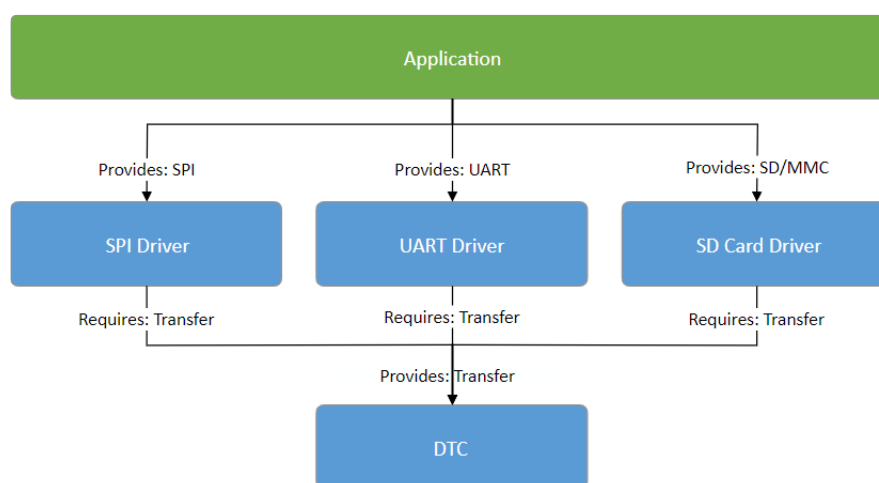 Application
Provides: SPI
Provides: UART
Provides: SD/MMC
SPI Driver
UART Driver
SD Card Driver
Requires: Transfer
Requires: Transfer
Requires: Transfer
Provides: Transfer
DTC